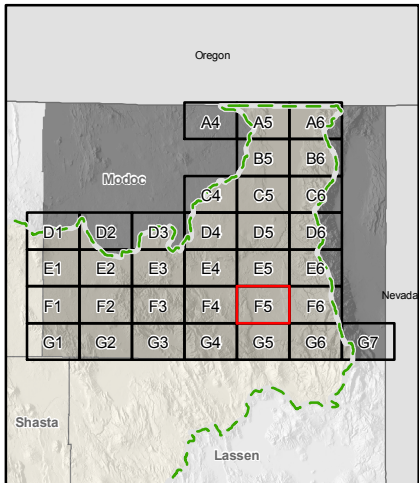 Oregon
A4 A5 A6
B5 B6
Modoc
C4 C5 C6
D1 D2 D3 D4 D5 D6
E1 E2 E3 E4 E5 E6
Nevada
F1 F2 F3 F4 F5 F6
G1 G2 G3 G4 G5 G6 G7
Shasta
Lassen